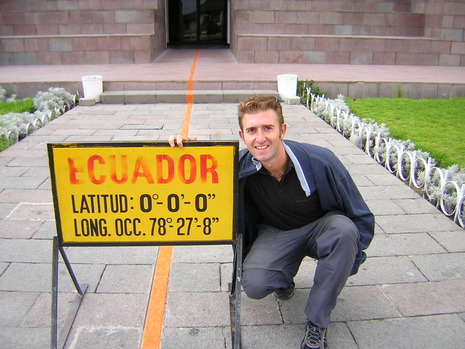 ECUADOR
LATITUD: 0°-0'-0"
LONG. OCC. 78°-27'-8"